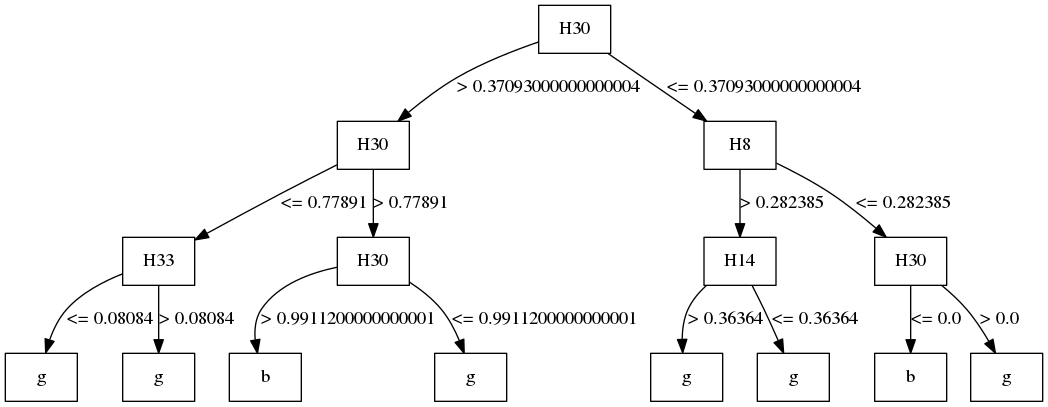 H30
> 0.37093000000000004 <= 0.37093000000000004
H30 H8
<= 0.77891 > 0.77891 > 0.282385 <= 0.282385
H33 H30 H14 H30
<= 0.08084 > 0.08084 > 0.9911200000000001 <= 0.9911200000000001 > 0.36364 <= 0.36364 <= 0.0 > 0.0
g g b g g g b g